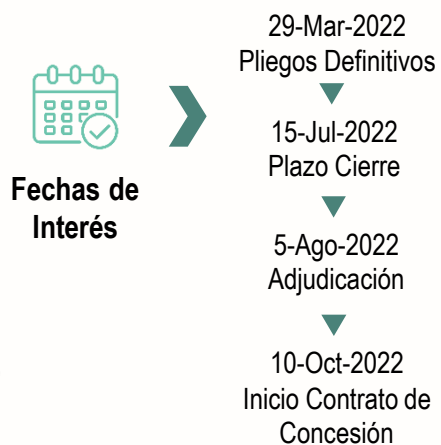 Fechas de
Interés
29-Mar-2022
Pliegos Definitivos
15-Jul-2022
Plazo Cierre
5-Ago-2022
Adjudicación
10-Oct-2022
Inicio Contrato de
Concesión